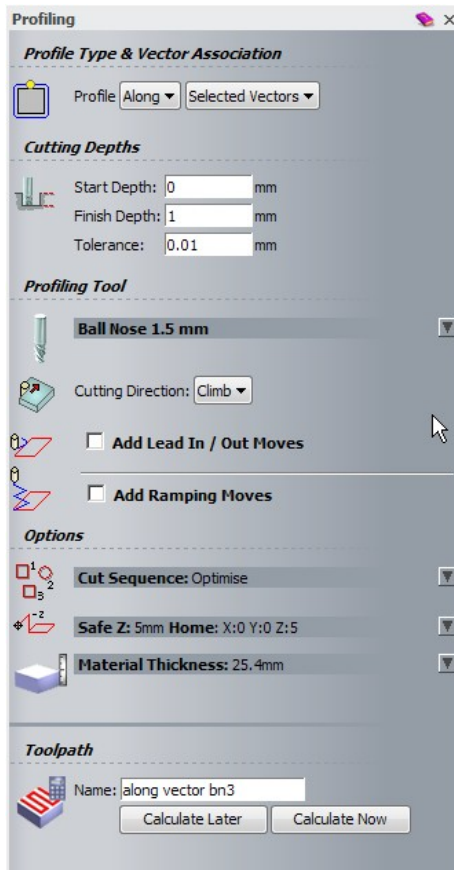 Profiling
Profile Type & Vector Association
Profile Along Selected Vectors
Cutting Depths
Start Depth: 0 mm
Finish Depth: 1 mm
Tolerance: 0.01 mm
Profiling Tool
Ball Nose 1.5 mm
Cutting Direction: Climb
Add Lead In / Out Moves
Add Ramping Moves
Options
Cut Sequence: Optimise
Safe Z: 5mm Home: X:0 Y:0 Z:5
Material Thickness: 25.4mm
Toolpath
Name: along vector bn3
Calculate Later Calculate Now